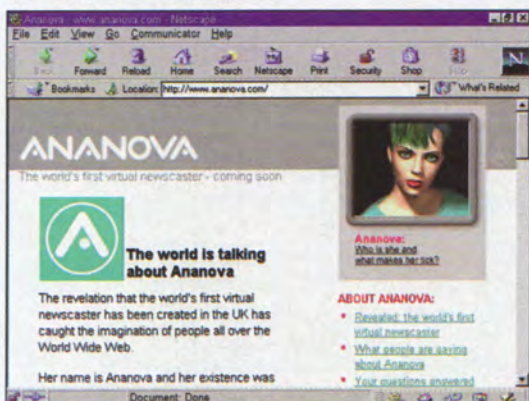 Ananova - www.ananova.com - Netscape
File Edit View Go Communicator Help
Back Forward Reload Home Search Netscape Print Security Shop Stop
Bookmarks Location: http://www.ananova.com/ What's Related
ANANOVA
The world's first virtual newscaster - coming soon
The world is talking
about Ananova
The revelation that the world's first virtual
newscaster has been created in the UK has
caught the imagination of people all over the
World Wide Web.
Her name is Ananova and her existence was
Ananova:
Who is she and
what makes her tick?
ABOUT ANANOVA:
Revealed: the world's first
virtual newscaster
What people are saying
about Ananova
Your questions answered
Document: Done